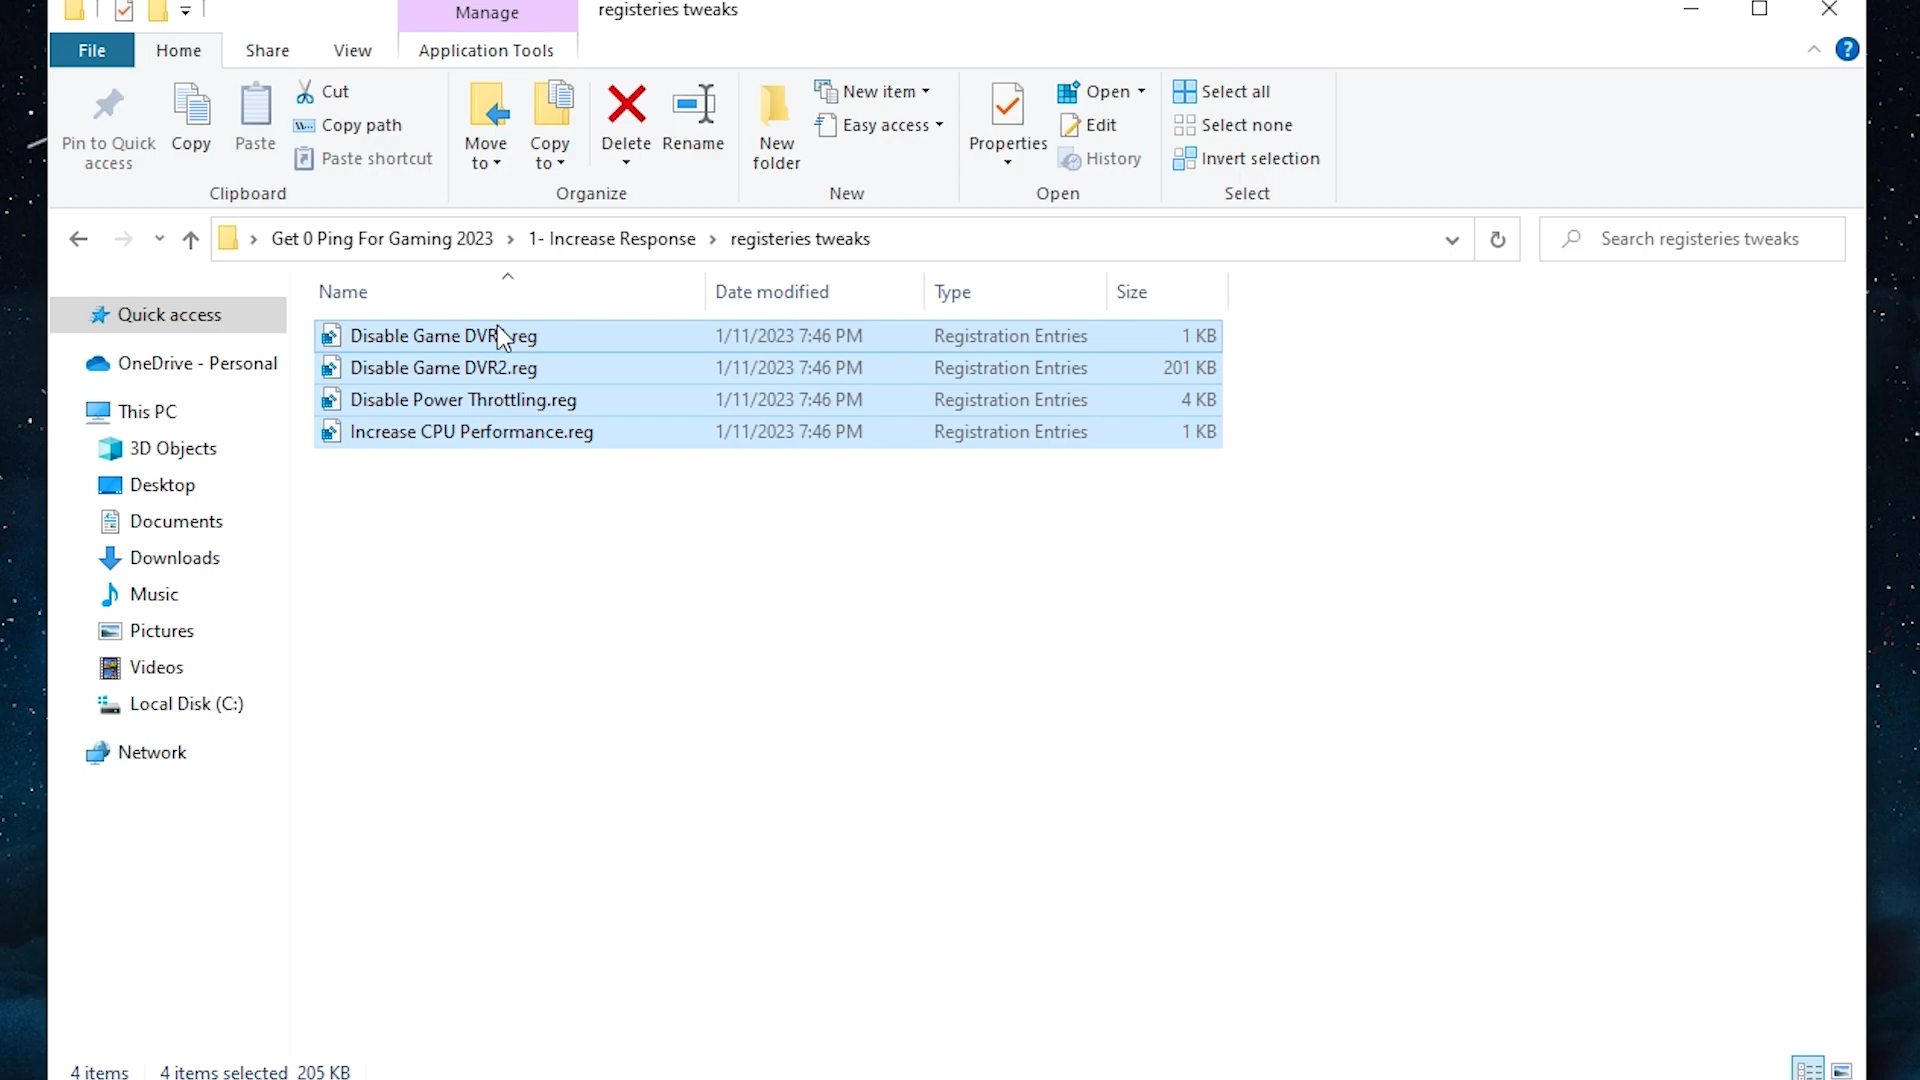 Manage
registeries tweaks
File
Home
Share
View
Application Tools
Pin to Quick
access
Copy
Paste
Cut
Copy path
Paste shortcut
Clipboard
Move
to
Copy
to
Delete
Rename
Organize
New
folder
New item
Easy access
New
Properties
Open
Edit
History
Open
Select all
Select none
Invert selection
Select
Get 0 Ping For Gaming 2023
1- Increase Response
registeries tweaks
Search registeries tweaks
Name
Date modified
Type
Size
Disable Game DVR .reg 1/11/2023 7:46 PM Registration Entries 1 KB
Disable Game DVR2.reg 1/11/2023 7:46 PM Registration Entries 201 KB
Disable Power Throttling.reg 1/11/2023 7:46 PM Registration Entries 4 KB
Increase CPU Performance.reg 1/11/2023 7:46 PM Registration Entries 1 KB
Quick access
OneDrive - Personal
This PC
3D Objects
Desktop
Documents
Downloads
Music
Pictures
Videos
Local Disk (C:)
Network
4 items
4 items selected 205 KB